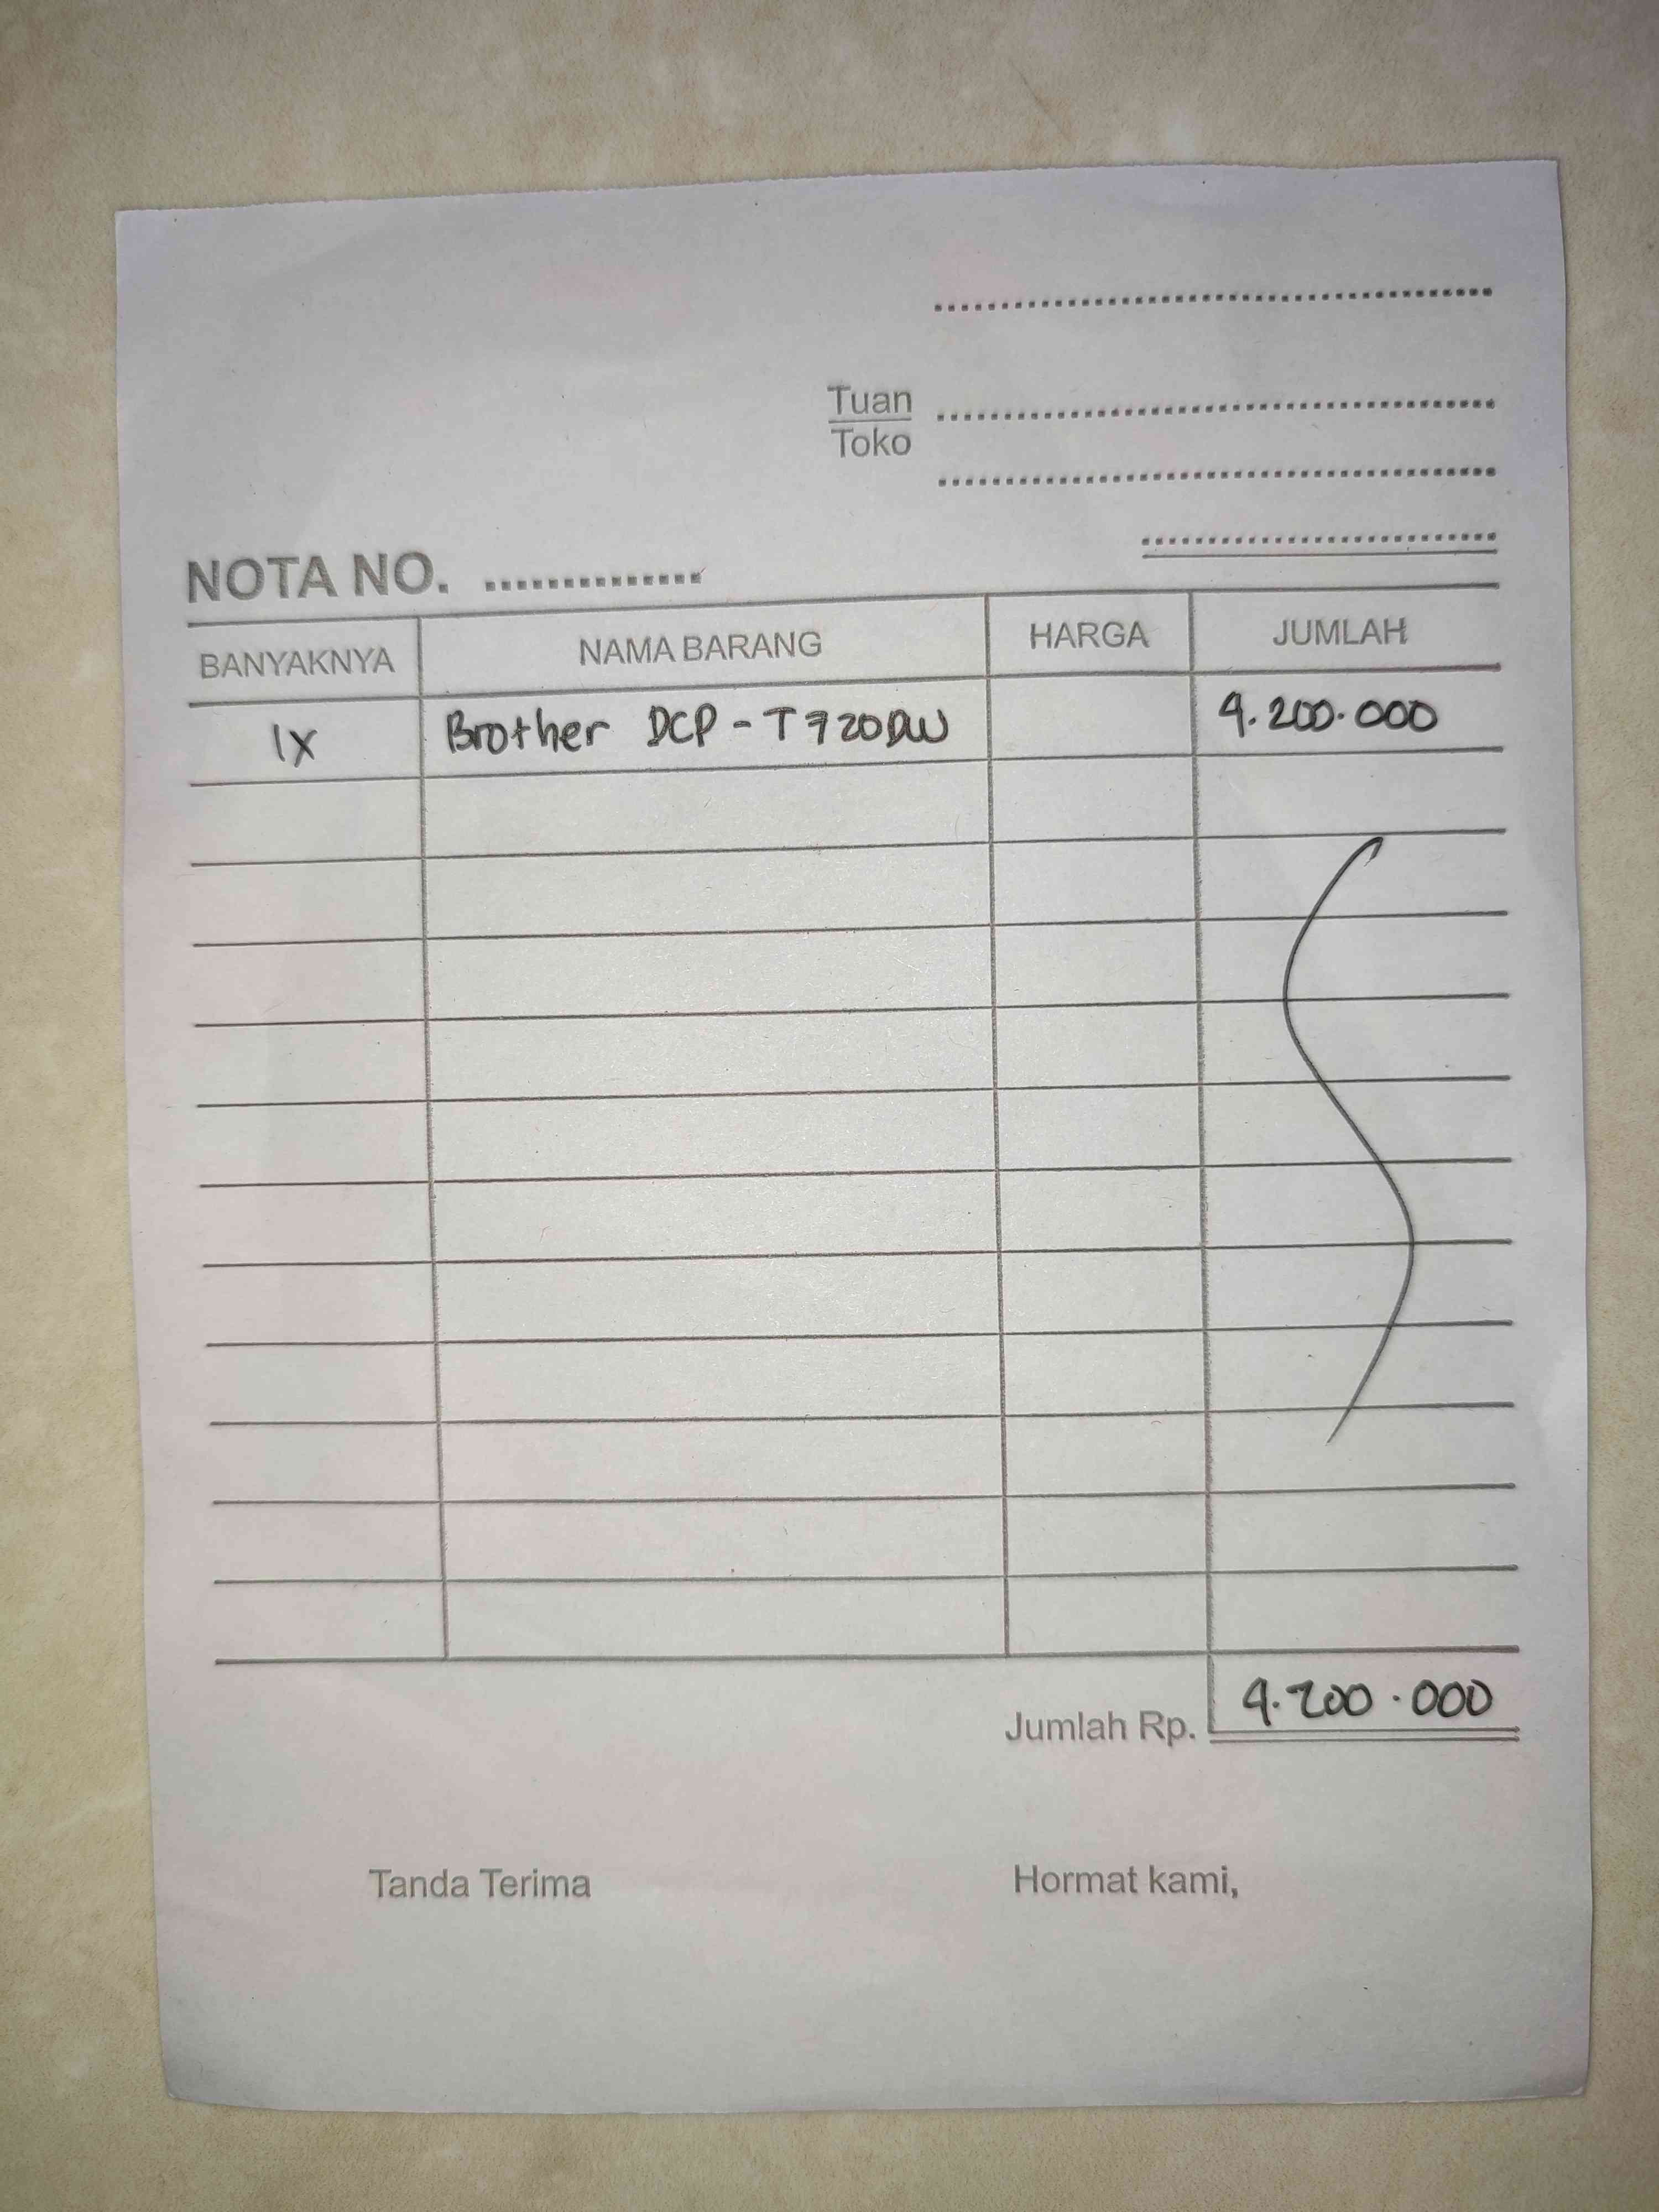 Tuan
Toko
NOTA NO. ..............
BANYAKNYA NAMA BARANG HARGA JUMLAH
1X Brother DCP - T720DW 4.200.000
Jumlah Rp. 4.200.000
Tanda Terima Hormat kami,